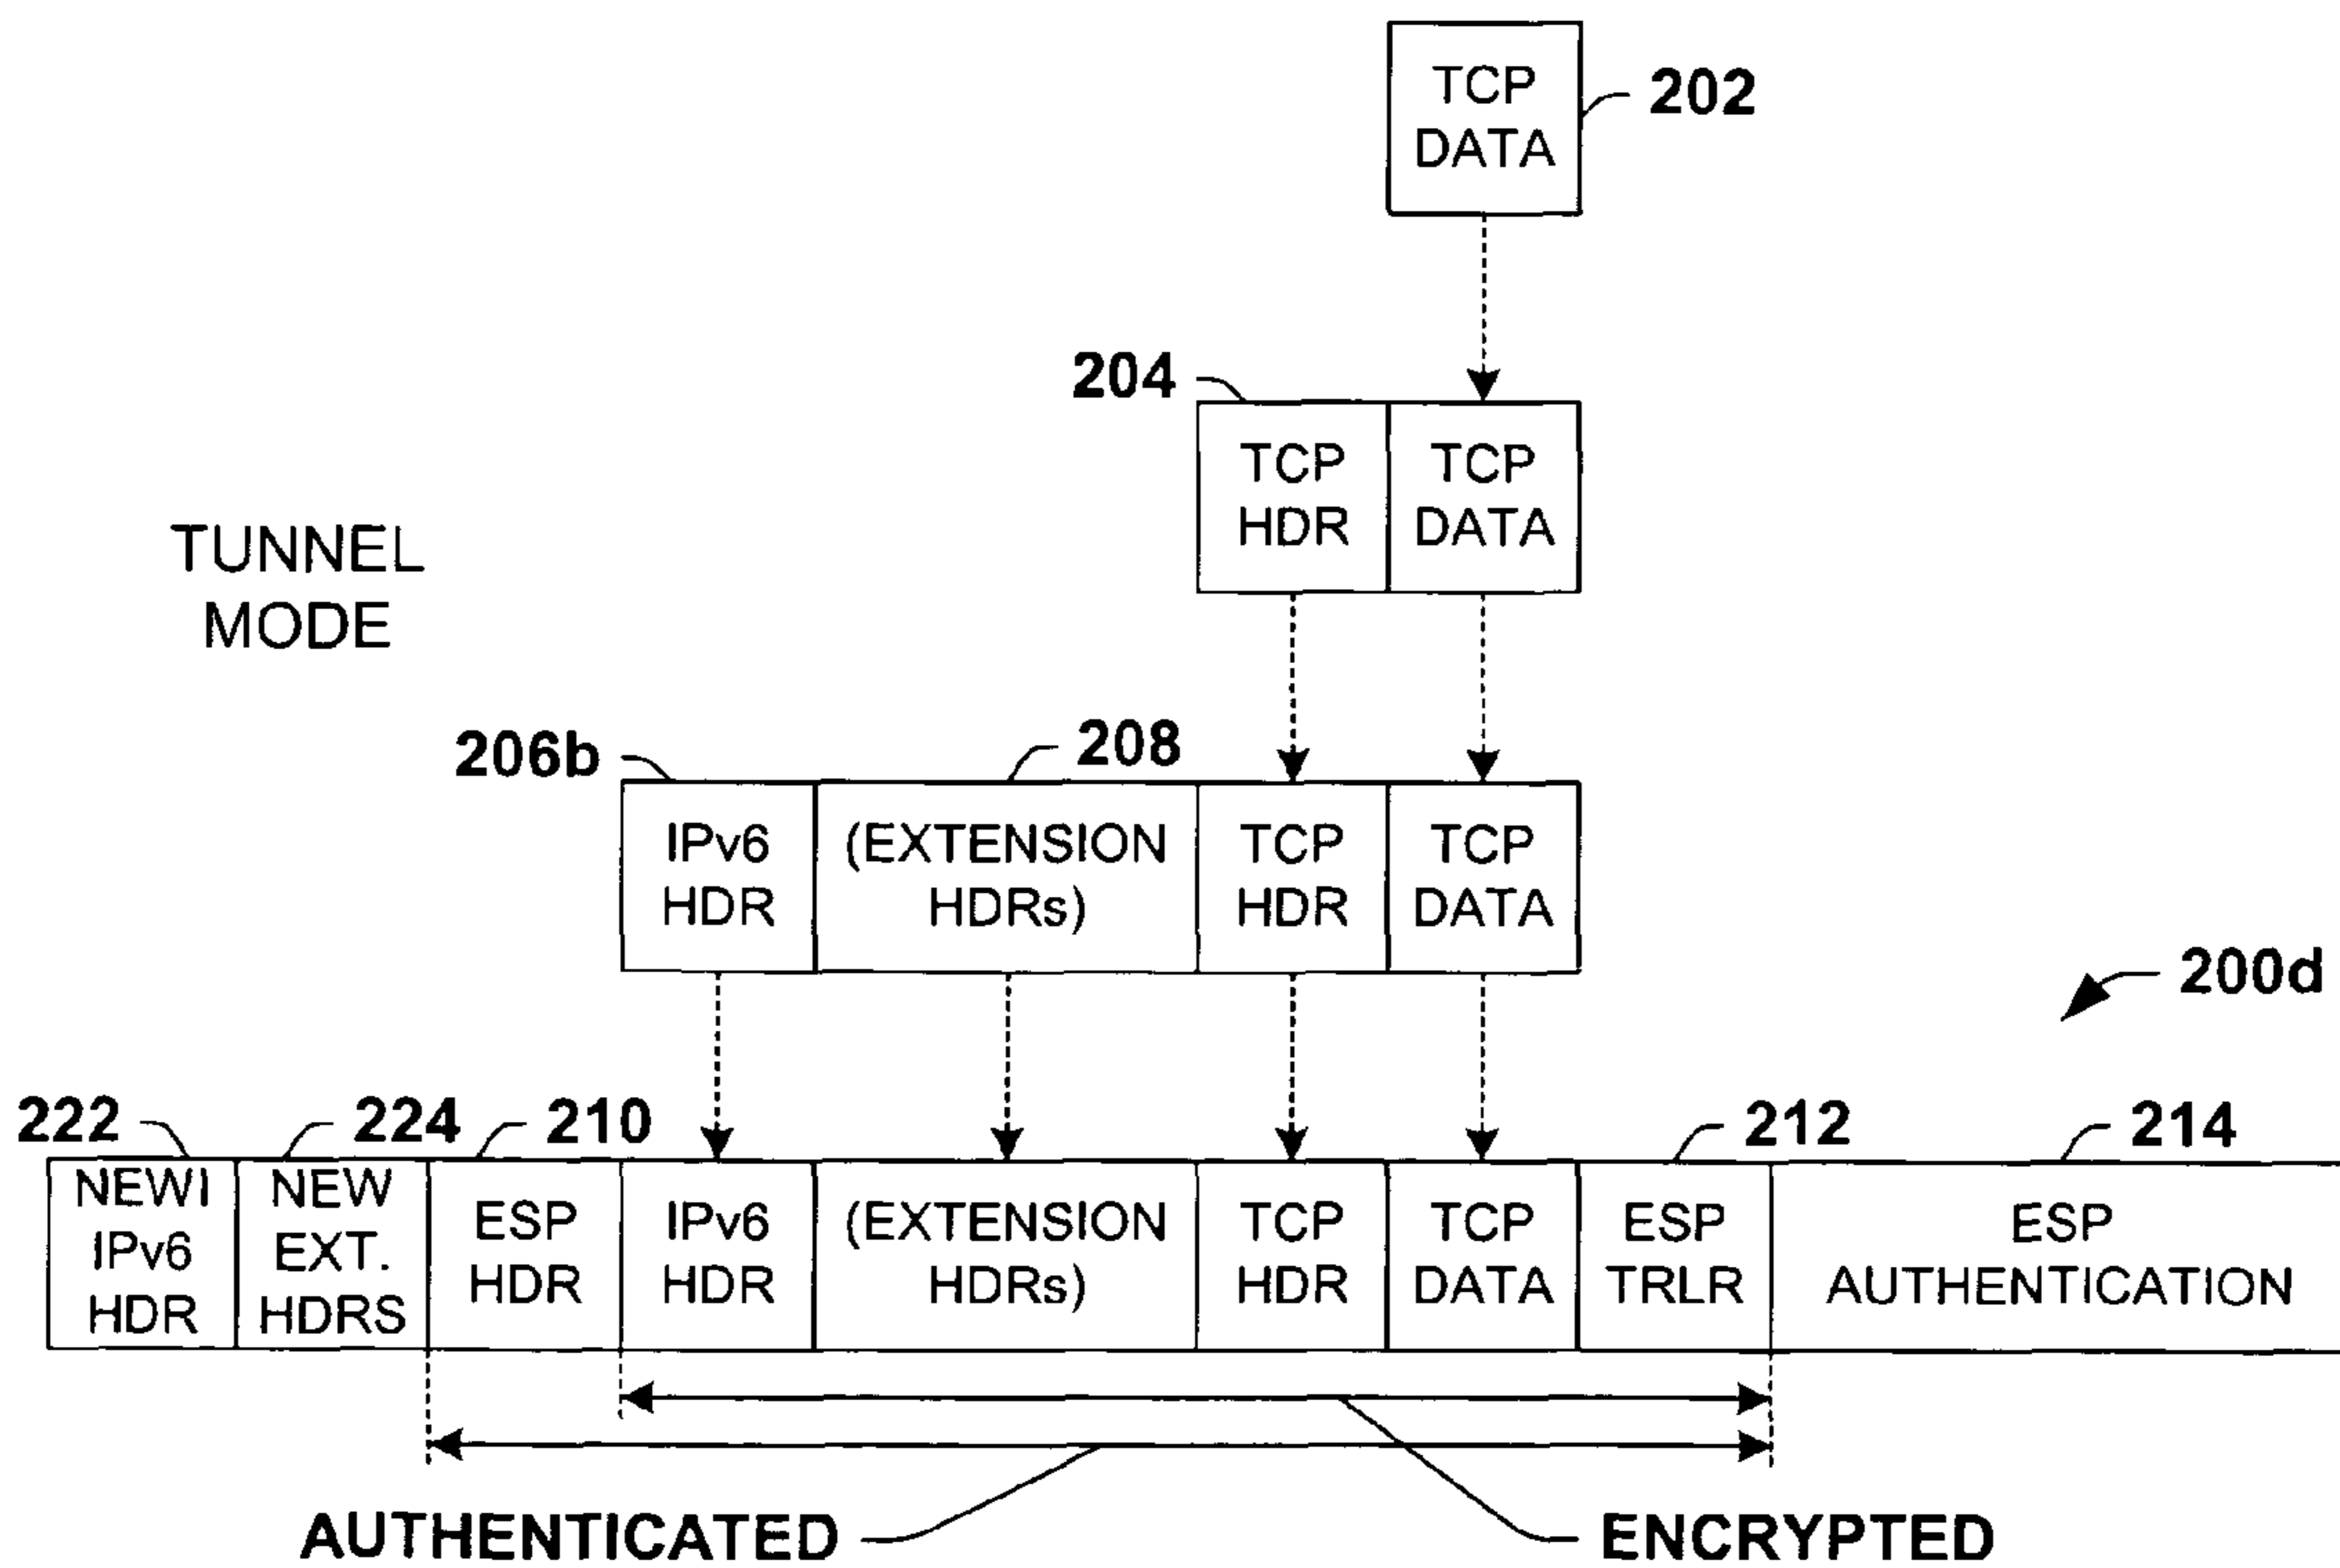 TCP
DATA
202
204
TCP
HDR
TCP
DATA
TUNNEL
MODE
206b
208
IPv6
HDR
(EXTENSION
HDRs)
TCP
HDR
TCP
DATA
200d
222
224
210
212
214
NEWI
IPv6
HDR
NEW
EXT.
HDRS
ESP
HDR
IPv6
HDR
(EXTENSION
HDRs)
TCP
HDR
TCP
DATA
ESP
TRLR
ESP
AUTHENTICATION
AUTHENTICATED
ENCRYPTED